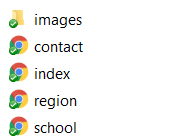 images
contact
index
region
school